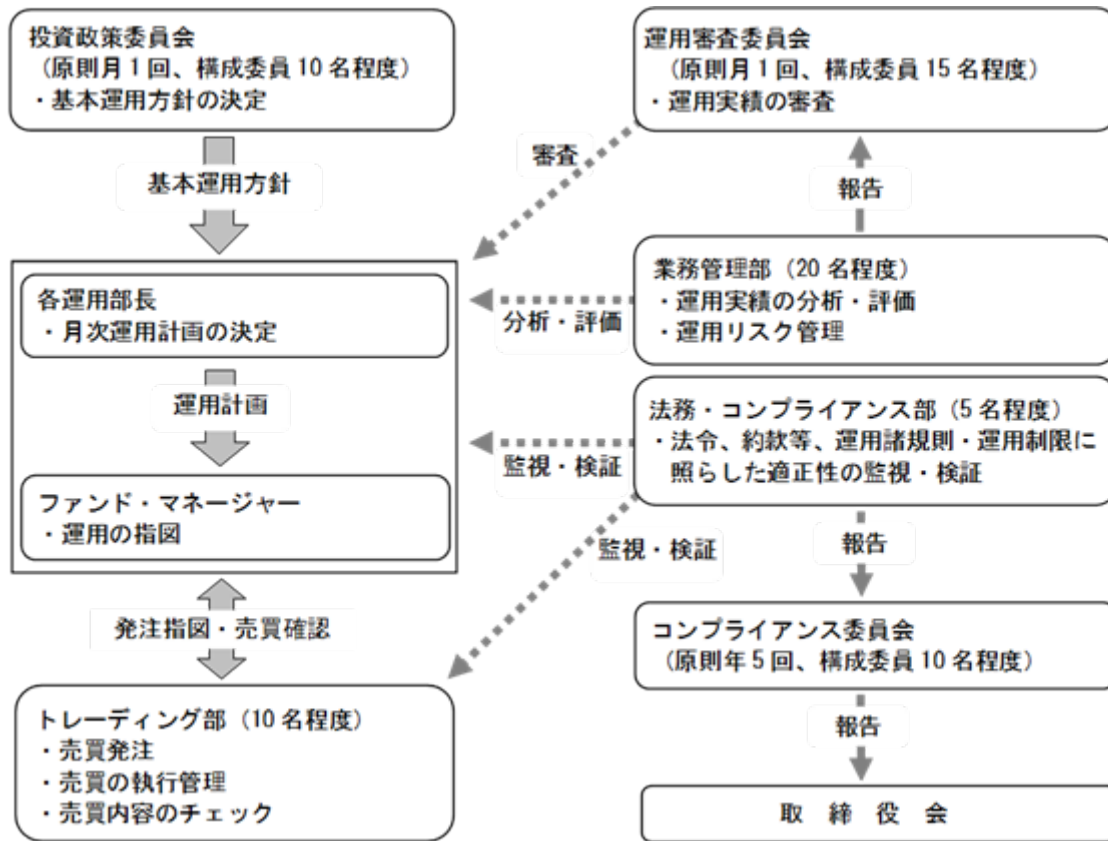 投資政策委員会
(原則月1回、構成委員10名程度)
・基本運用方針の決定
基本運用方針
各運用部長
・月次運用計画の決定
運用計画
ファンド・マネージャー
・運用の指図
発注指図・売買確認
トレーディング部(10名程度)
・売買発注
・売買の執行管理
・売買内容のチェック
運用審査委員会
(原則月1回、構成委員15名程度)
・運用実績の審査
審査
報告
業務管理部(20名程度)
・運用実績の分析・評価
・運用リスク管理
分析・評価
法務・コンプライアンス部(5名程度)
・法令、約款等、運用諸規則・運用制限に
照らした適正性の監視・検証
監視・検証
監視・検証
報告
コンプライアンス委員会
(原則年5回、構成委員10名程度)
報告
取 締 役 会